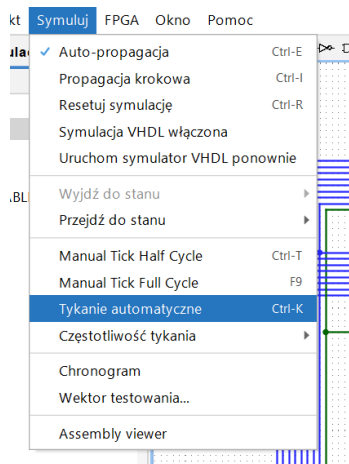 kt Symuluj FPGA Okno Pomoc
ula
✓ Auto-propagacja Ctrl-E
Propagacja krokowa Ctrl-I
Resetuj symulację Ctrl-R
Symulacja VHDL włączona
Uruchom symulator VHDL ponownie
ABL
Wyjdź do stanu
Przejdź do stanu
Manual Tick Half Cycle Ctrl-T
Manual Tick Full Cycle F9
Tykanie automatyczne Ctrl-K
Częstotliwość tykania
Chronogram
Wektor testowania...
Assembly viewer